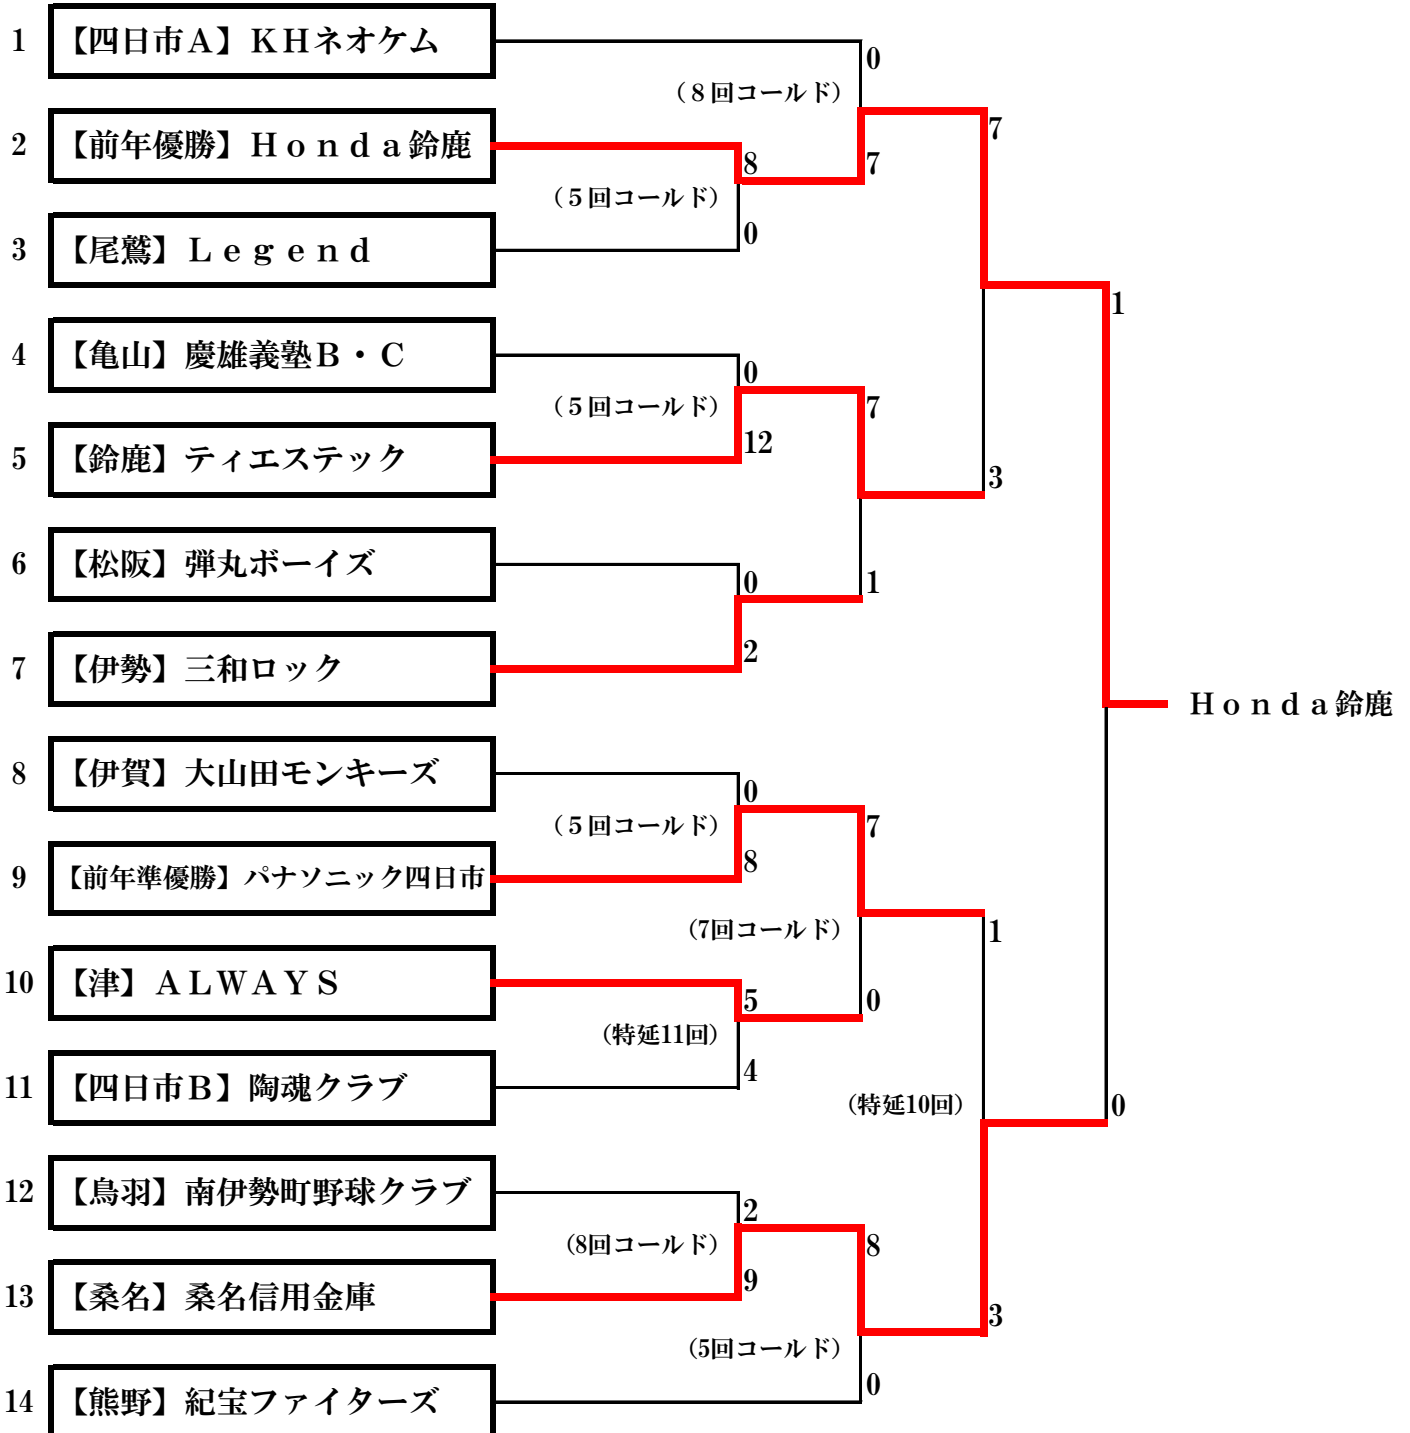 1 【四日市Ａ】ＫＨネオケム
0
（８回コールド）
7
2 【前年優勝】Ｈｏｎｄａ鈴鹿
8
7
（５回コールド）
0
3 【尾鷲】Ｌｅｇｅｎｄ
1
4 【亀山】慶雄義塾Ｂ・Ｃ
0
（５回コールド）
7
12
5 【鈴鹿】ティエステック
3
6 【松阪】弾丸ボーイズ
0
1
2
7 【伊勢】三和ロック
Ｈｏｎｄａ鈴鹿
8 【伊賀】大山田モンキーズ
0
（５回コールド）
7
8
9 【前年準優勝】パナソニック四日市
(7回コールド)
1
10 【津】ＡＬＷＡＹＳ
5
0
(特延11回)
4
11 【四日市Ｂ】陶魂クラブ
(特延10回)
0
12 【鳥羽】南伊勢町野球クラブ
2
(8回コールド)
8
9
13 【桑名】桑名信用金庫
3
(5回コールド)
0
14 【熊野】紀宝ファイターズ